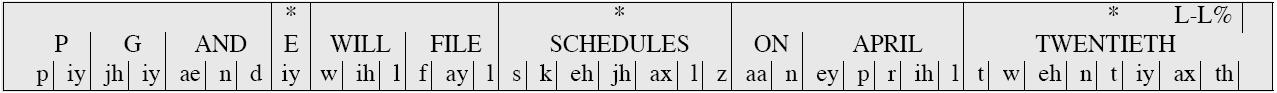 * * * L-L%
P G AND E WILL FILE SCHEDULES ON APRIL TWENTIETH
p iy jh iy ae n d iy w ih l f ay l s k eh jh ax l z aa n ey p r ih l t w eh n t iy ax th